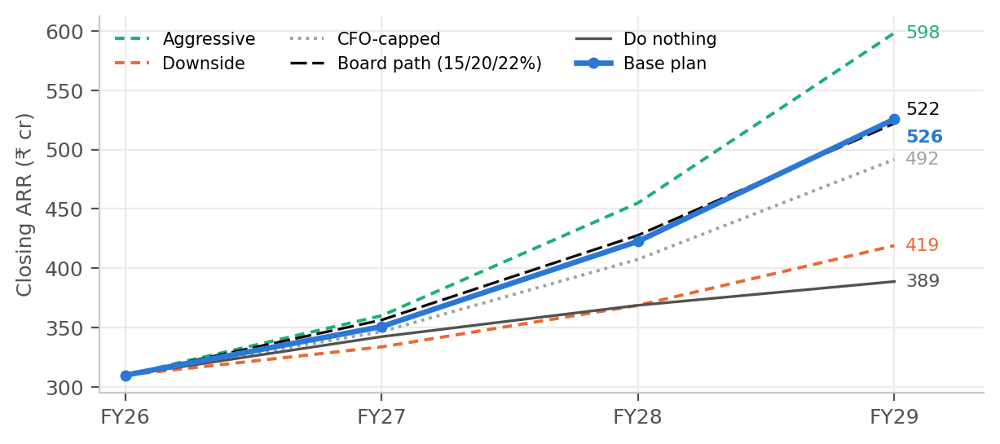 Aggressive
Downside
CFO-capped
Board path (15/20/22%)
Do nothing
Base plan
Closing ARR (₹ cr)
600
550
500
450
400
350
300
FY26
FY27
FY28
FY29
598
522
526
492
419
389